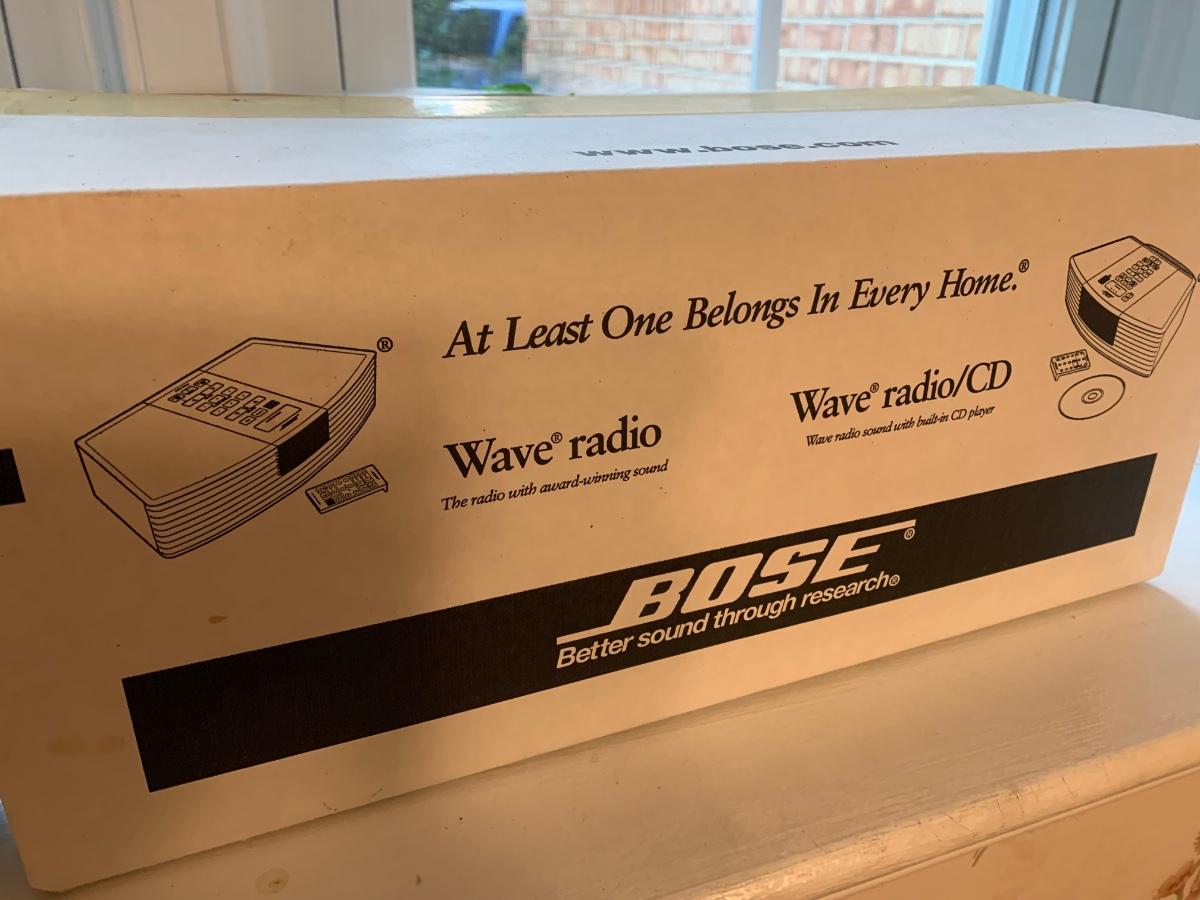 www.bose.com
At Least One Belongs In Every Home.®
®
Wave® radio
The radio with award-winning sound
Wave® radio/CD
Wave radio sound with built-in CD player
BOSE®
Better sound through research®